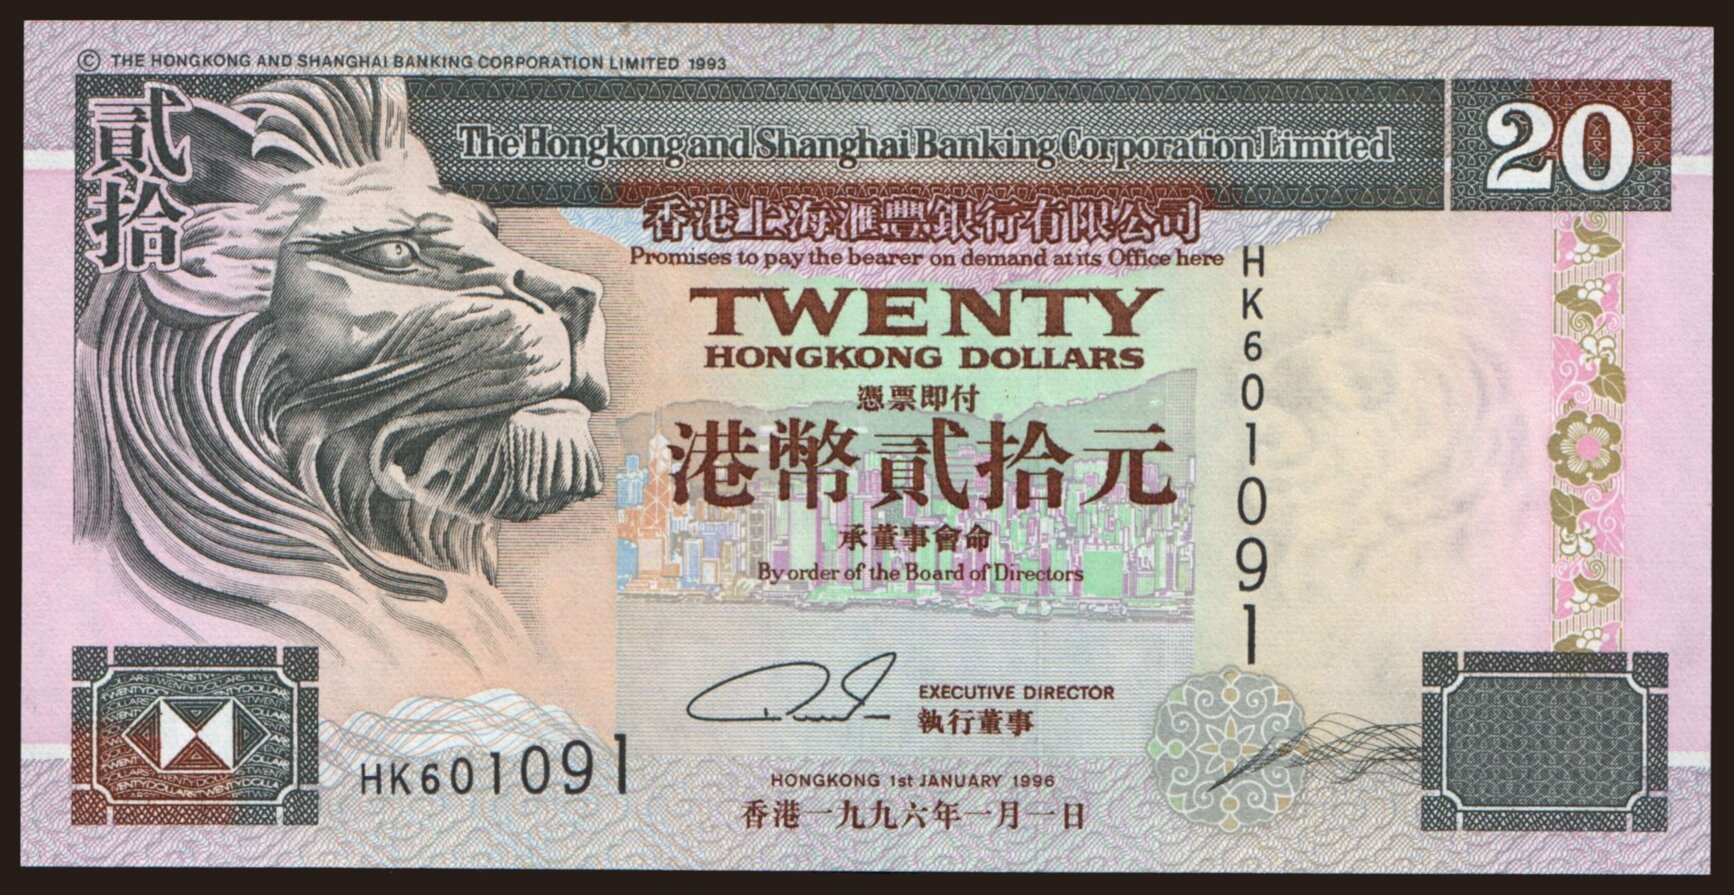 © THE HONGKONG AND SHANGHAI BANKING CORPORATION LIMITED 1993
貳拾
The Hongkong and Shanghai Banking Corporation Limited
20
香港上海滙豐銀行有限公司
Promises to pay the bearer on demand at its Office here
TWENTY
HONGKONG DOLLARS
憑票即付
港幣貳拾元
承董事會命
By order of the Board of Directors
HK601091
EXECUTIVE DIRECTOR
執行董事
HK601091
HONGKONG 1st JANUARY 1996
香港一九九六年一月一日